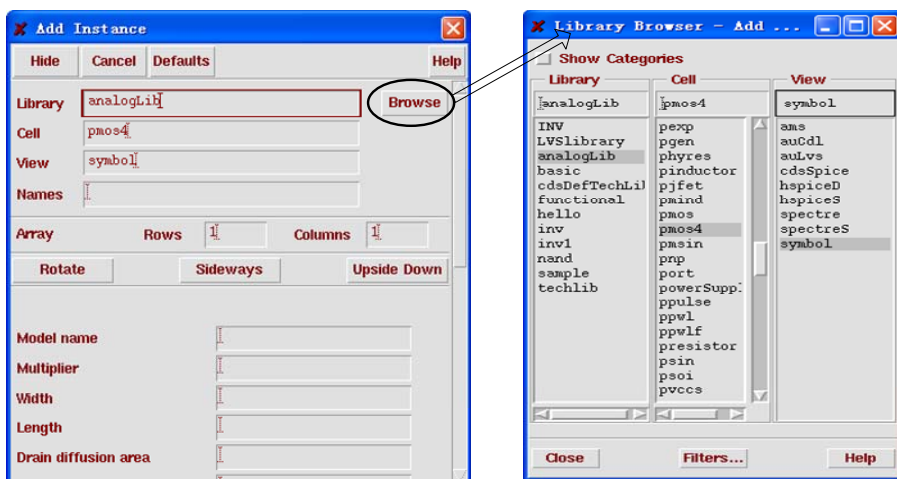 Add Instance
Hide Cancel Defaults Help
Library analogLib Browse
Cell pmos4
View symbol
Names
Array Rows 1 Columns 1
Rotate Sideways Upside Down
Model name
Multiplier
Width
Length
Drain diffusion area
Library Browser - Add ...
Show Categories
Library Cell View
analogLib pmos4 symbol
INV
LVSlibrary
analogLib
basic
cdsDefTechLi
functional
hello
inv
inv1
nand
sample
techlib
pexp
pgen
phyres
pinductor
pjfet
pmind
pmos
pmos4
pmsin
pnp
port
powerSuppl
ppulse
ppwl
ppwlf
presistor
psin
psoi
pvccs
ams
auCdl
auLvs
cdsSpice
hspiceD
hspiceS
spectre
spectreS
symbol
Close Filters... Help